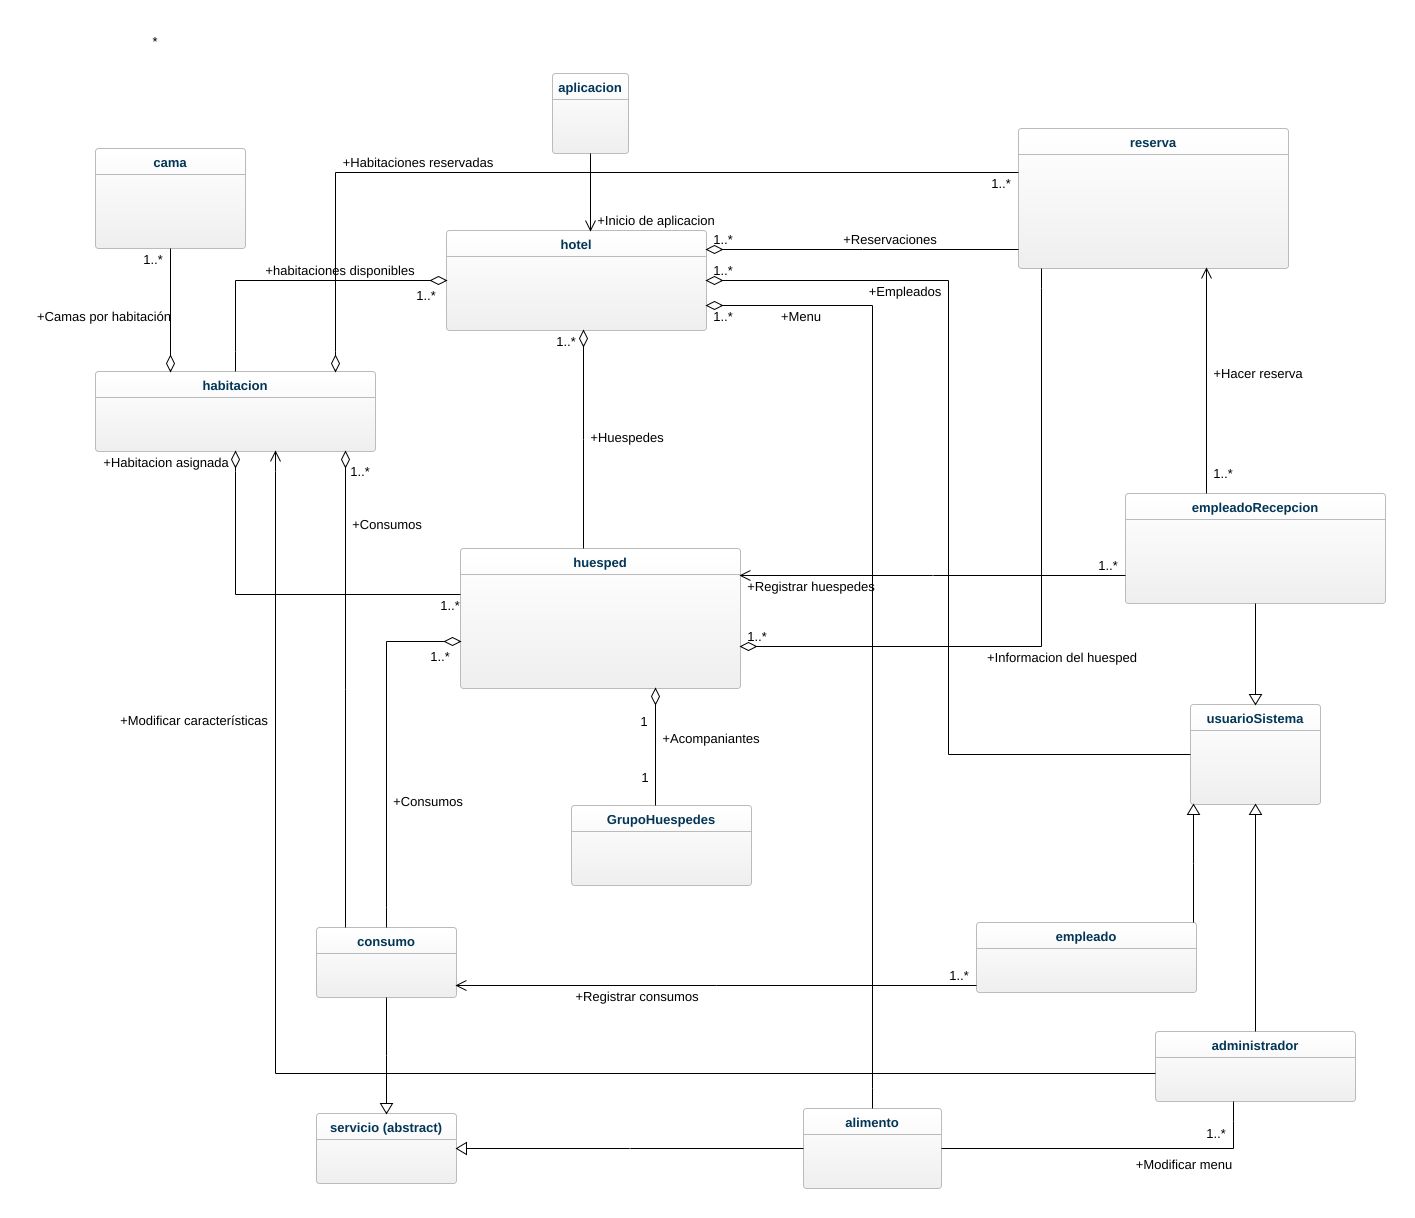 *
aplicacion
reserva
cama
+Habitaciones reservadas
1..*
+Inicio de aplicacion
hotel
1..*
+Reservaciones
1..*
+habitaciones disponibles
1..*
+Empleados
1..*
1..*
+Menu
+Camas por habitación
1..*
+Hacer reserva
habitacion
+Huespedes
+Habitacion asignada
1..*
1..*
empleadoRecepcion
+Consumos
huesped
1..*
+Registrar huespedes
1..*
1..*
1..*
+Informacion del huesped
+Modificar características
1
usuarioSistema
+Acompaniantes
1
+Consumos
GrupoHuespedes
consumo
empleado
1..*
+Registrar consumos
administrador
servicio (abstract)
alimento
1..*
+Modificar menu